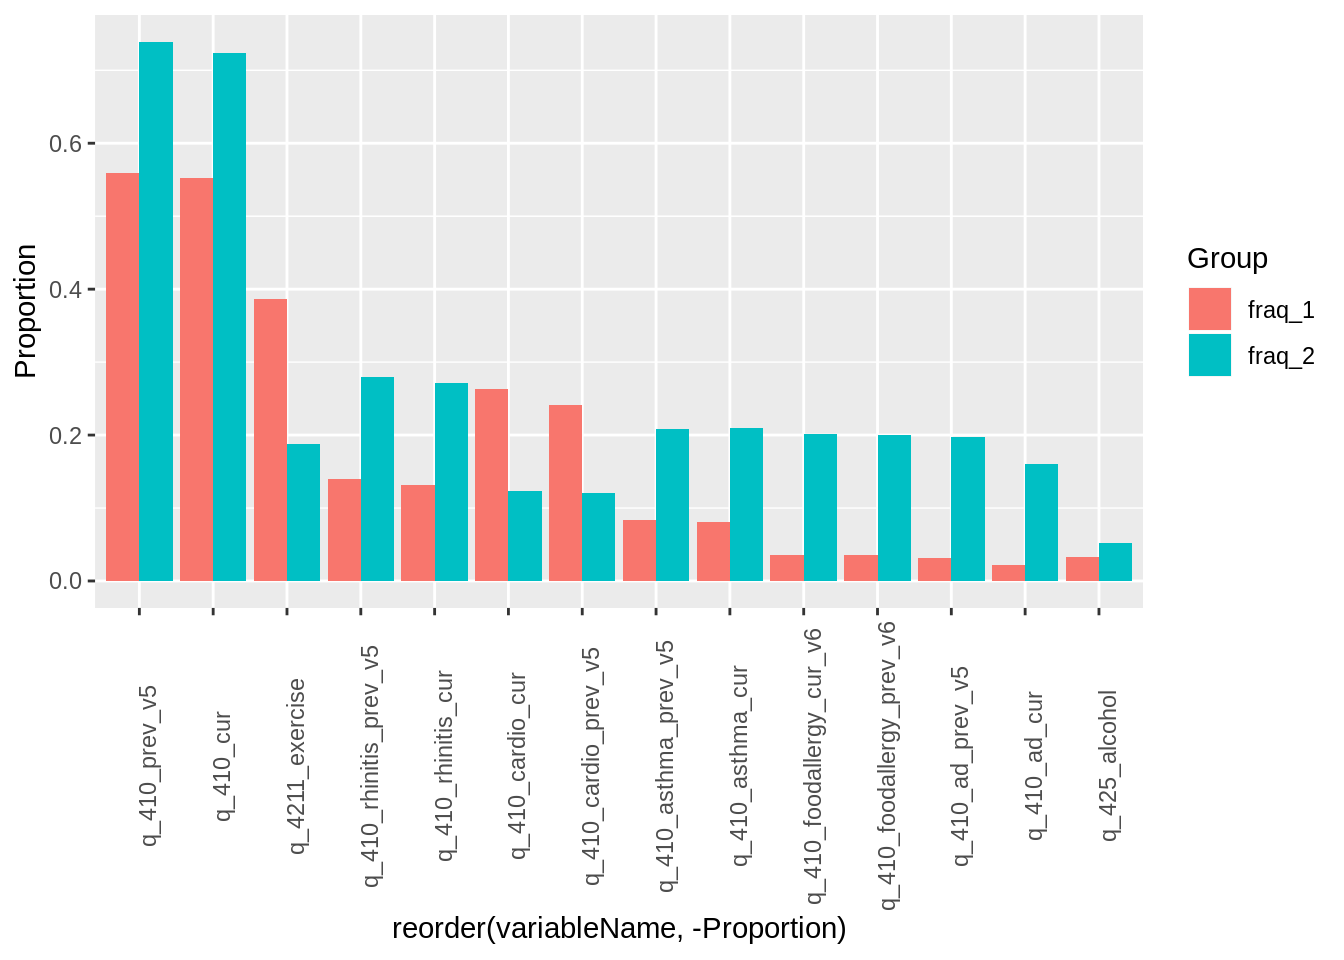 0.6
0.4
0.2
0.0
Proportion
q_410_prev_v5
q_410_cur
q_4211_exercise
q_410_rhinitis_prev_v5
q_410_rhinitis_cur
q_410_cardio_cur
q_410_cardio_prev_v5
q_410_asthma_prev_v5
q_410_asthma_cur
q_410_foodallergy_cur_v6
q_410_foodallergy_prev_v6
q_410_ad_prev_v5
q_410_ad_cur
q_425_alcohol
reorder(variableName, -Proportion)
Group
fraq_1
fraq_2